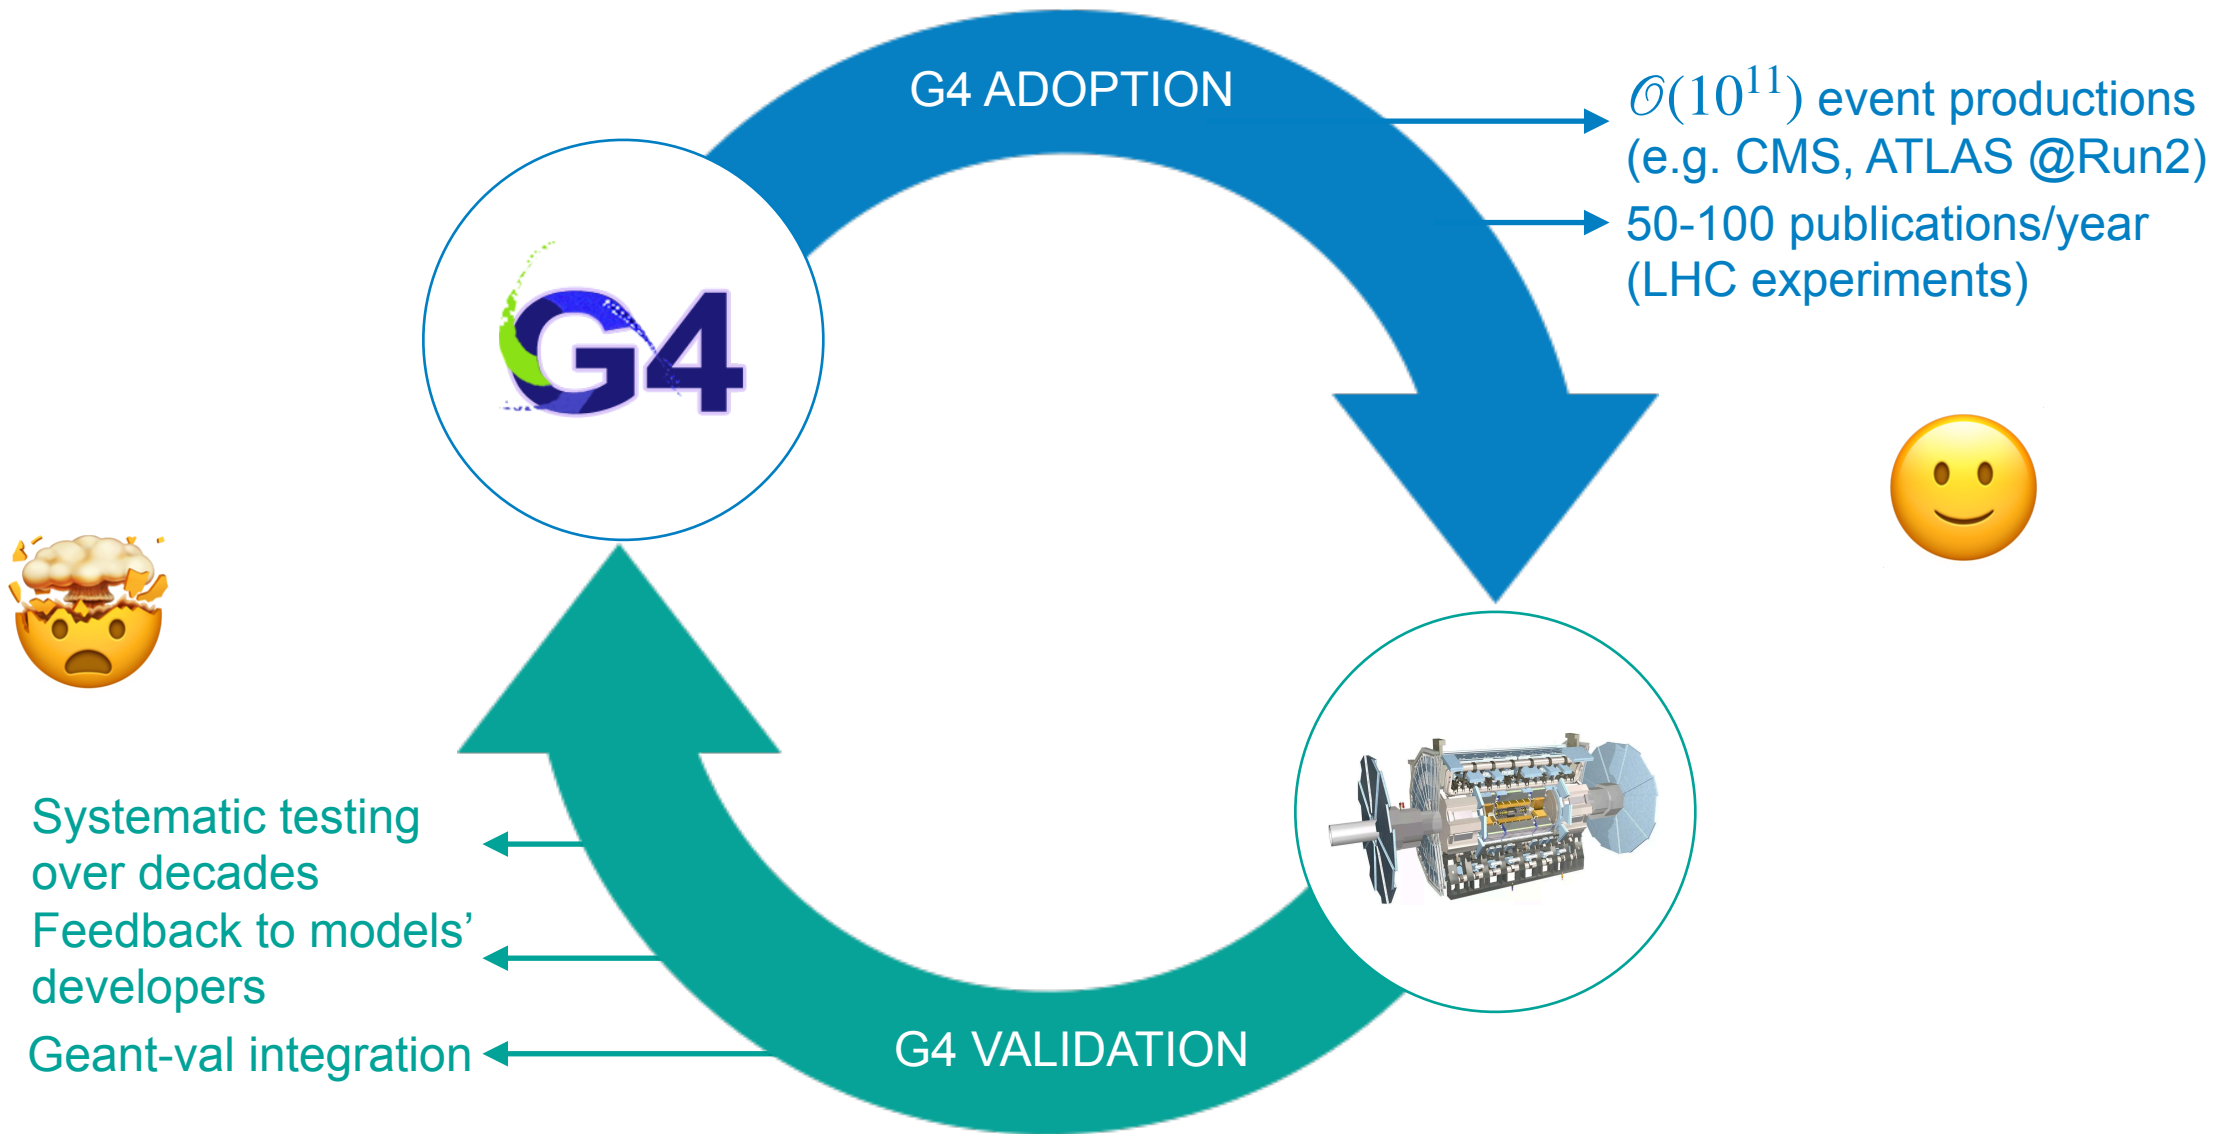 G4 ADOPTION
𝒪(10¹¹) event productions
(e.g. CMS, ATLAS @Run2)
50-100 publications/year
(LHC experiments)
G4
Systematic testing
over decades
Feedback to models’
developers
Geant-val integration
G4 VALIDATION